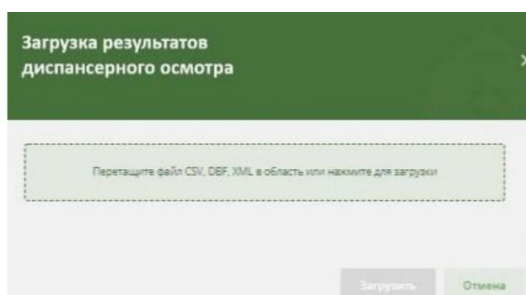 Загрузка результатов
диспансерного осмотра
Перетащите файл CSV, DBF, XML в область или нажмите для загрузки
Загрузить Отмена